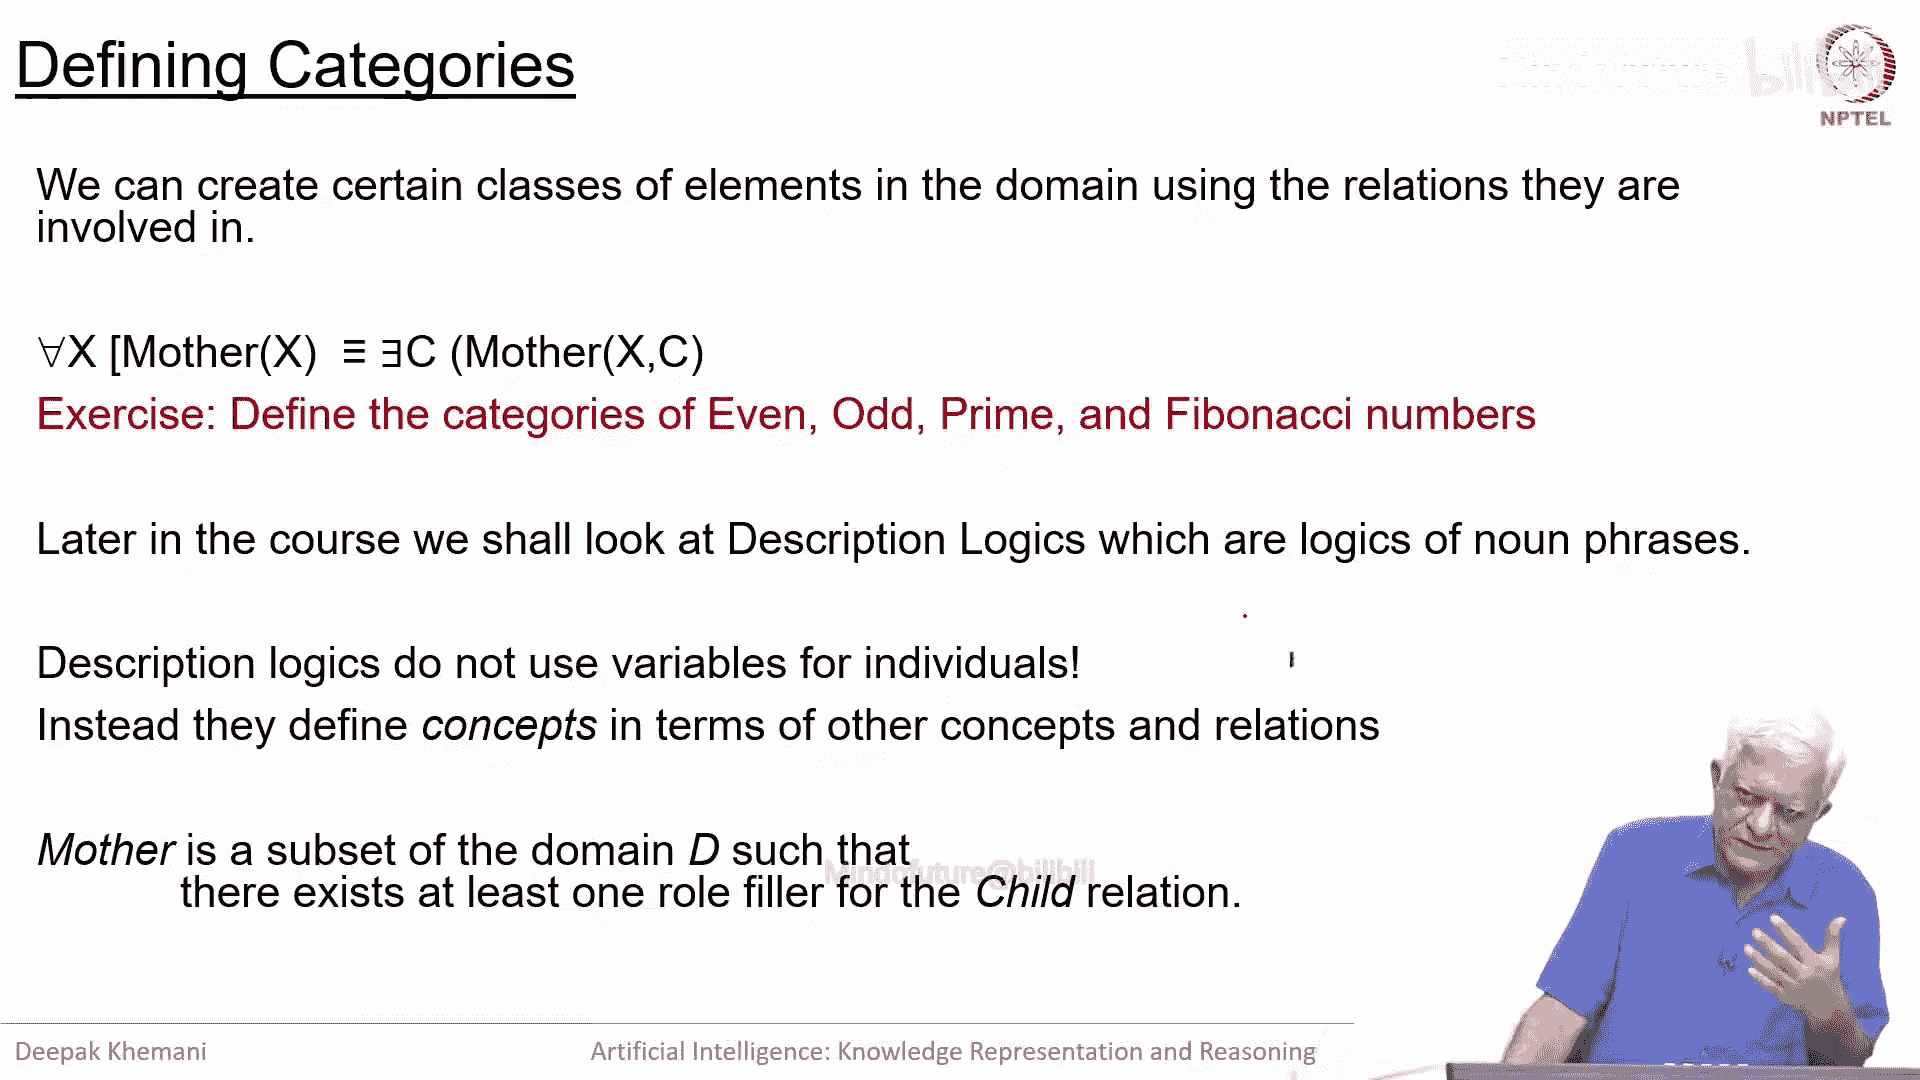 Defining Categories
NPTEL
We can create certain classes of elements in the domain using the relations they are
involved in.
∀X [Mother(X) ≡ ∃C (Mother(X,C)
Exercise: Define the categories of Even, Odd, Prime, and Fibonacci numbers
Later in the course we shall look at Description Logics which are logics of noun phrases.
Description logics do not use variables for individuals!
Instead they define concepts in terms of other concepts and relations
Mother is a subset of the domain D such that
Mindofuture@bilibili
there exists at least one role filler for the Child relation.
Deepak Khemani
Artificial Intelligence: Knowledge Representation and Reasoning